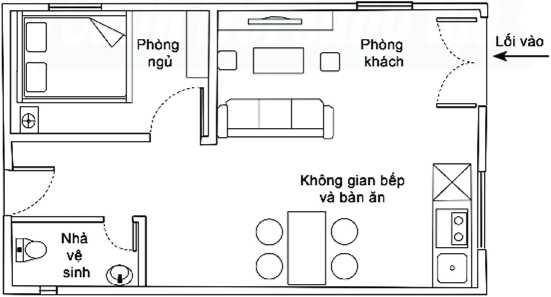 Phòng
ngủ
Phòng
khách
Lối vào
Không gian bếp
và bàn ăn
Nhà
vệ
sinh